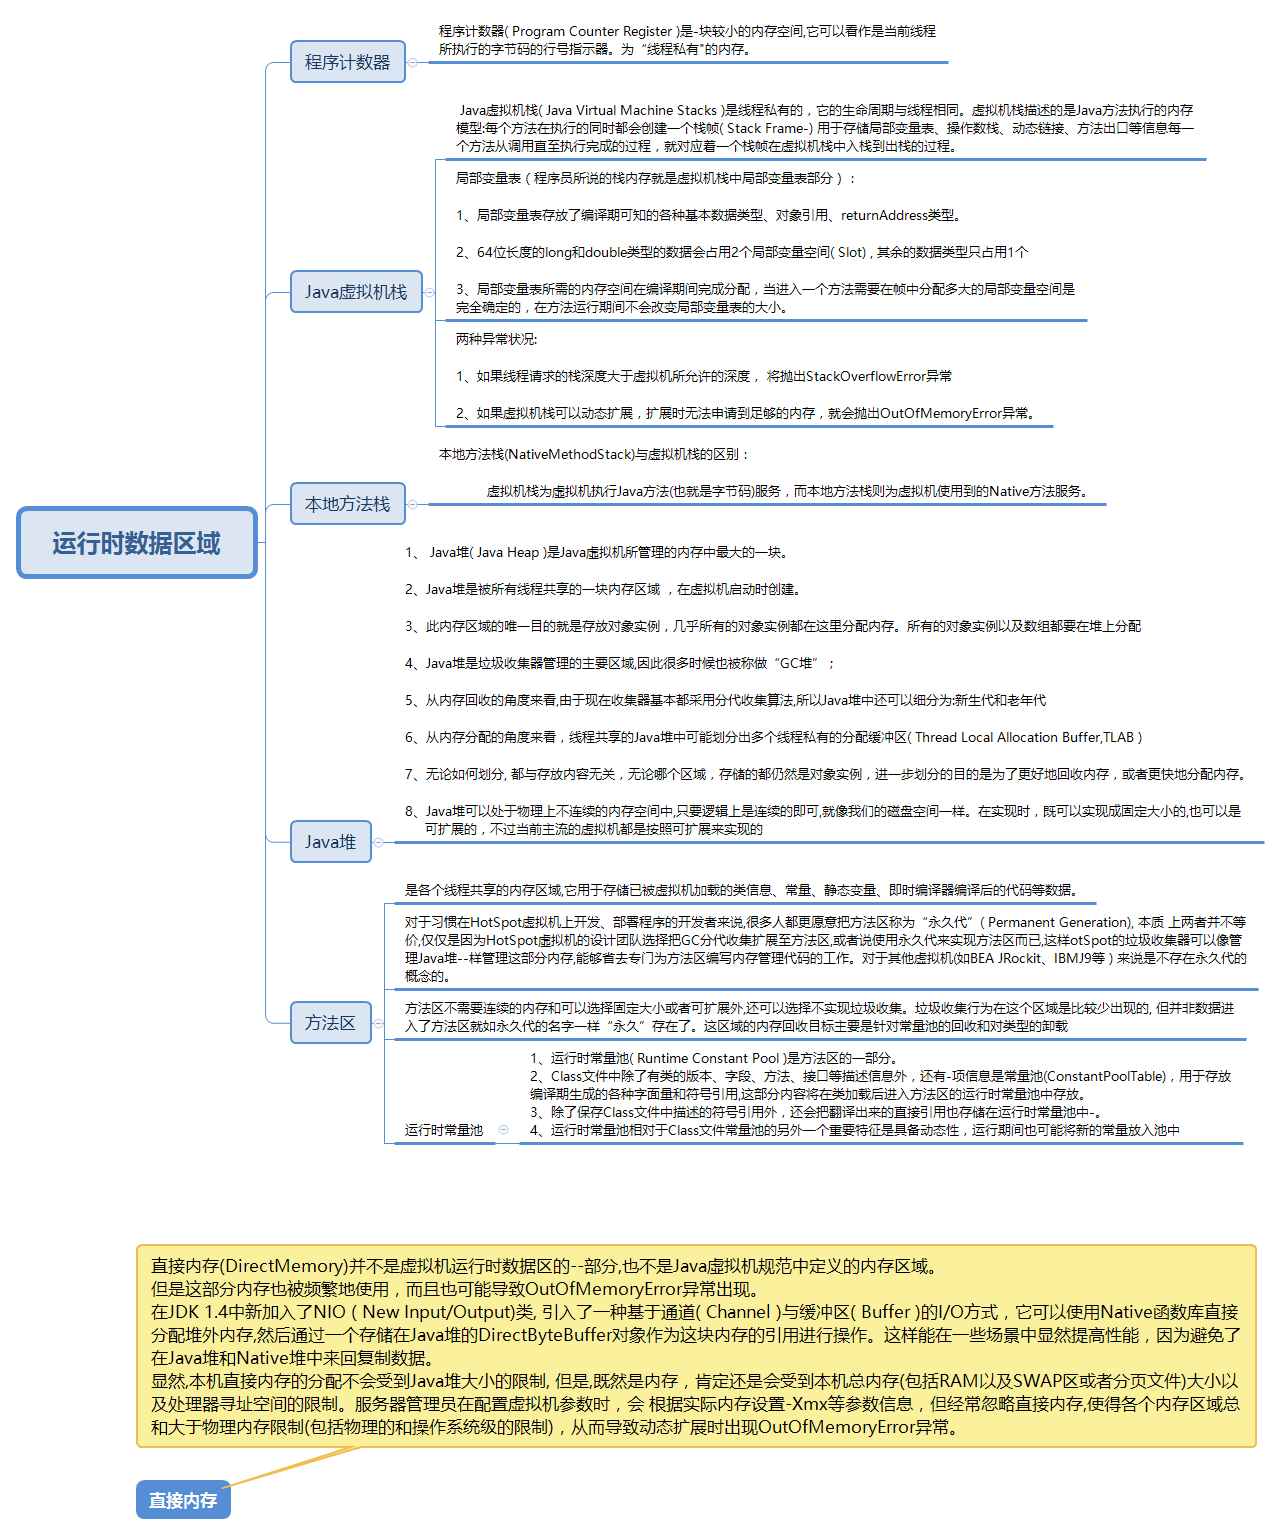 程序计数器( Program Counter Register )是-块较小的内存空间,它可以看作是当前线程
所执行的字节码的行号指示器。为“线程私有"的内存。
程序计数器
Java虚拟机栈( Java Virtual Machine Stacks )是线程私有的，它的生命周期与线程相同。虚拟机栈描述的是Java方法执行的内存
模型:每个方法在执行的同时都会创建一个栈帧( Stack Frame-) 用于存储局部变量表、操作数栈、动态链接、方法出口等信息每一
个方法从调用直至执行完成的过程，就对应着一个栈帧在虚拟机栈中入栈到出栈的过程。
局部变量表（程序员所说的栈内存就是虚拟机栈中局部变量表部分）：
1、局部变量表存放了编译期可知的各种基本数据类型、对象引用、returnAddress类型。
2、64位长度的long和double类型的数据会占用2个局部变量空间( Slot) , 其余的数据类型只占用1个
3、局部变量表所需的内存空间在编译期间完成分配，当进入一个方法需要在帧中分配多大的局部变量空间是
完全确定的，在方法运行期间不会改变局部变量表的大小。
Java虚拟机栈
两种异常状况:
1、如果线程请求的栈深度大于虚拟机所允许的深度， 将抛出StackOverflowError异常
2、如果虚拟机栈可以动态扩展，扩展时无法申请到足够的内存，就会抛出OutOfMemoryError异常。
本地方法栈(NativeMethodStack)与虚拟机栈的区别：
虚拟机栈为虚拟机执行Java方法(也就是字节码)服务，而本地方法栈则为虚拟机使用到的Native方法服务。
本地方法栈
运行时数据区域
1、 Java堆( Java Heap )是Java虚拟机所管理的内存中最大的一块。
2、Java堆是被所有线程共享的一块内存区域 ，在虚拟机启动时创建。
3、此内存区域的唯一目的就是存放对象实例，几乎所有的对象实例都在这里分配内存。所有的对象实例以及数组都要在堆上分配
4、Java堆是垃圾收集器管理的主要区域,因此很多时候也被称做“GC堆”；
5、从内存回收的角度来看,由于现在收集器基本都采用分代收集算法,所以Java堆中还可以细分为:新生代和老年代
6、从内存分配的角度来看，线程共享的Java堆中可能划分出多个线程私有的分配缓冲区( Thread Local Allocation Buffer,TLAB )
7、无论如何划分, 都与存放内容无关，无论哪个区域，存储的都仍然是对象实例，进一步划分的目的是为了更好地回收内存，或者更快地分配内存。
8、Java堆可以处于物理上不连续的内存空间中,只要逻辑上是连续的即可,就像我们的磁盘空间一样。在实现时，既可以实现成固定大小的,也可以是
可扩展的，不过当前主流的虚拟机都是按照可扩展来实现的
Java堆
是各个线程共享的内存区域,它用于存储已被虚拟机加载的类信息、常量、静态变量、即时编译器编译后的代码等数据。
对于习惯在HotSpot虚拟机上开发、部署程序的开发者来说,很多人都更愿意把方法区称为“永久代”( Permanent Generation), 本质 上两者并不等
价,仅仅是因为HotSpot虚拟机的设计团队选择把GC分代收集扩展至方法区,或者说使用永久代来实现方法区而已,这样otSpot的垃圾收集器可以像管
理Java堆--样管理这部分内存,能够省去专门为方法区编写内存管理代码的工作。对于其他虚拟机(如BEA JRockit、IBMJ9等 ) 来说是不存在永久代的
概念的。
方法区
方法区不需要连续的内存和可以选择固定大小或者可扩展外,还可以选择不实现垃圾收集。垃圾收集行为在这个区域是比较少出现的, 但并非数据进
入了方法区就如永久代的名字一样“永久”存在了。这区域的内存回收目标主要是针对常量池的回收和对类型的卸载
1、运行时常量池( Runtime Constant Pool )是方法区的一部分。
2、Class文件中除了有类的版本、字段、方法、接口等描述信息外，还有-项信息是常量池(ConstantPoolTable)，用于存放
编译期生成的各种字面量和符号引用,这部分内容将在类加载后进入方法区的运行时常量池中存放。
3、除了保存Class文件中描述的符号引用外，还会把翻译出来的直接引用也存储在运行时常量池中-。
4、运行时常量池相对于Class文件常量池的另外一个重要特征是具备动态性，运行期间也可能将新的常量放入池中
运行时常量池
直接内存(DirectMemory)并不是虚拟机运行时数据区的--部分,也不是Java虚拟机规范中定义的内存区域。
但是这部分内存也被频繁地使用，而且也可能导致OutOfMemoryError异常出现。
在JDK 1.4中新加入了NIO ( New Input/Output)类, 引入了一种基于通道( Channel )与缓冲区( Buffer )的I/O方式，它可以使用Native函数库直接
分配堆外内存,然后通过一个存储在Java堆的DirectByteBuffer对象作为这块内存的引用进行操作。这样能在一些场景中显然提高性能，因为避免了
在Java堆和Native堆中来回复制数据。
显然,本机直接内存的分配不会受到Java堆大小的限制, 但是,既然是内存，肯定还是会受到本机总内存(包括RAM以及SWAP区或者分页文件)大小以
及处理器寻址空间的限制。服务器管理员在配置虚拟机参数时，会 根据实际内存设置-Xmx等参数信息，但经常忽略直接内存,使得各个内存区域总
和大于物理内存限制(包括物理的和操作系统级的限制)，从而导致动态扩展时出现OutOfMemoryError异常。
直接内存